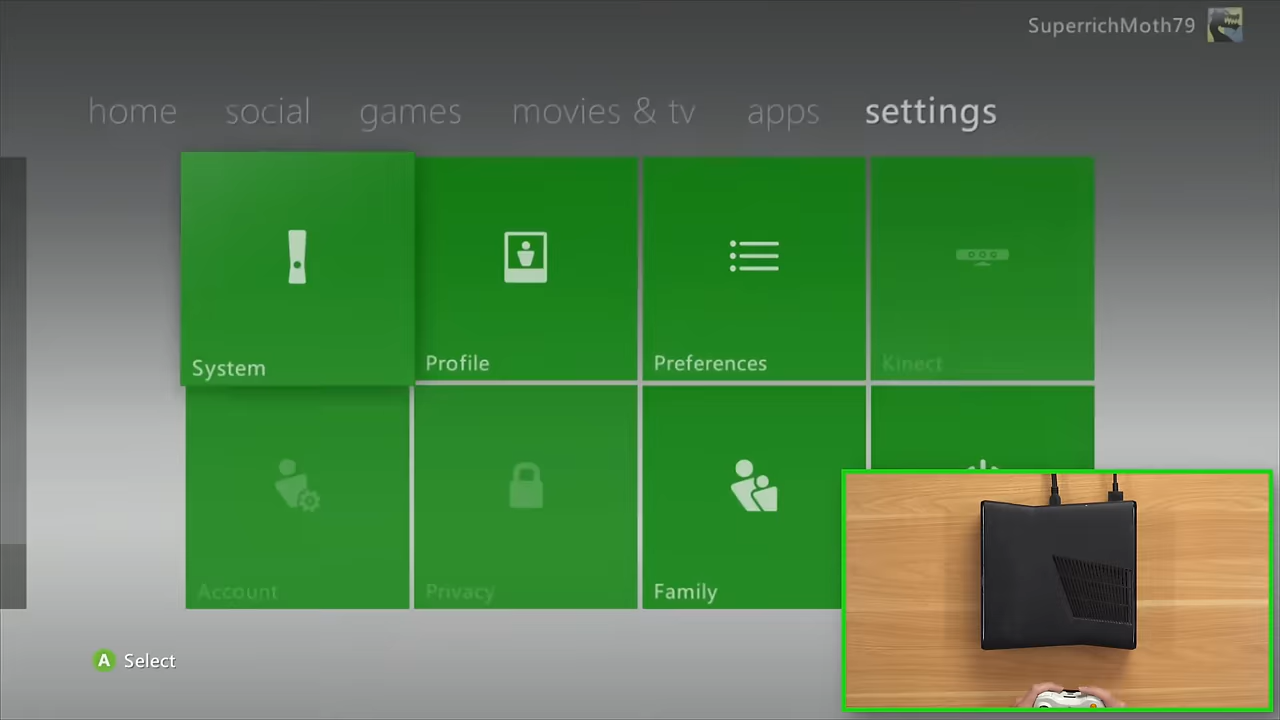 SuperrichMoth79
home social games movies & tv apps settings
System Profile Preferences Kinect
Account Privacy Family
A Select